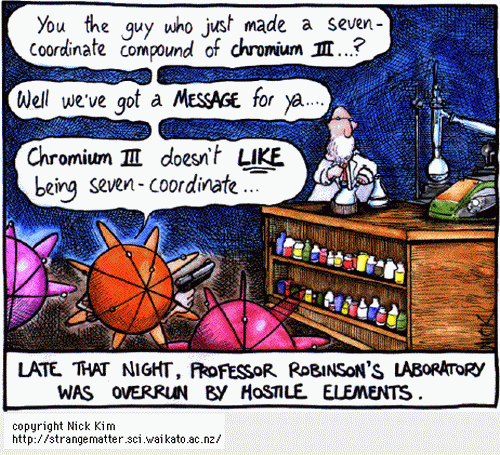 You the guy who just made a seven-
coordinate compound of chromium III...?
Well we've got a MESSAGE for ya....
Chromium III doesn't LIKE
being seven-coordinate...
LATE THAT NIGHT, PROFESSOR ROBINSON'S LABORATORY
WAS OVERRUN BY HOSTILE ELEMENTS.
copyright Nick Kim
http://strangematter.sci.waikato.ac.nz/